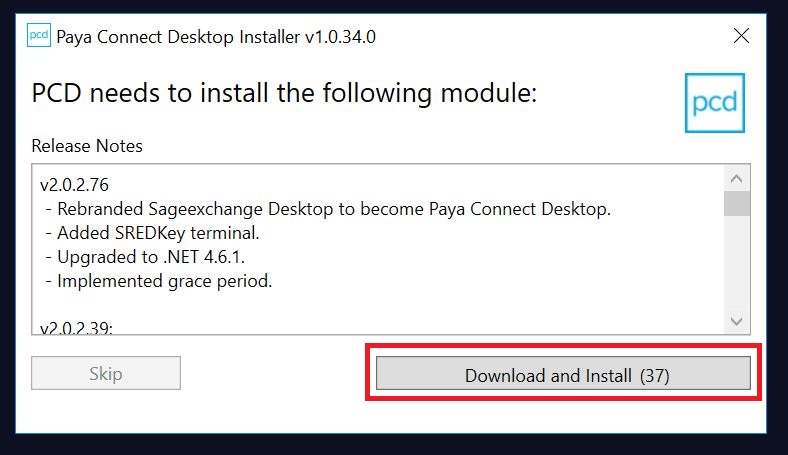 pcd
Paya Connect Desktop Installer v1.0.34.0
PCD needs to install the following module:
pcd
Release Notes
v2.0.2.76
- Rebranded Sageexchange Desktop to become Paya Connect Desktop.
- Added SREDKey terminal.
- Upgraded to .NET 4.6.1.
- Implemented grace period.
v2.0.2.39:
Skip
Download and Install (37)